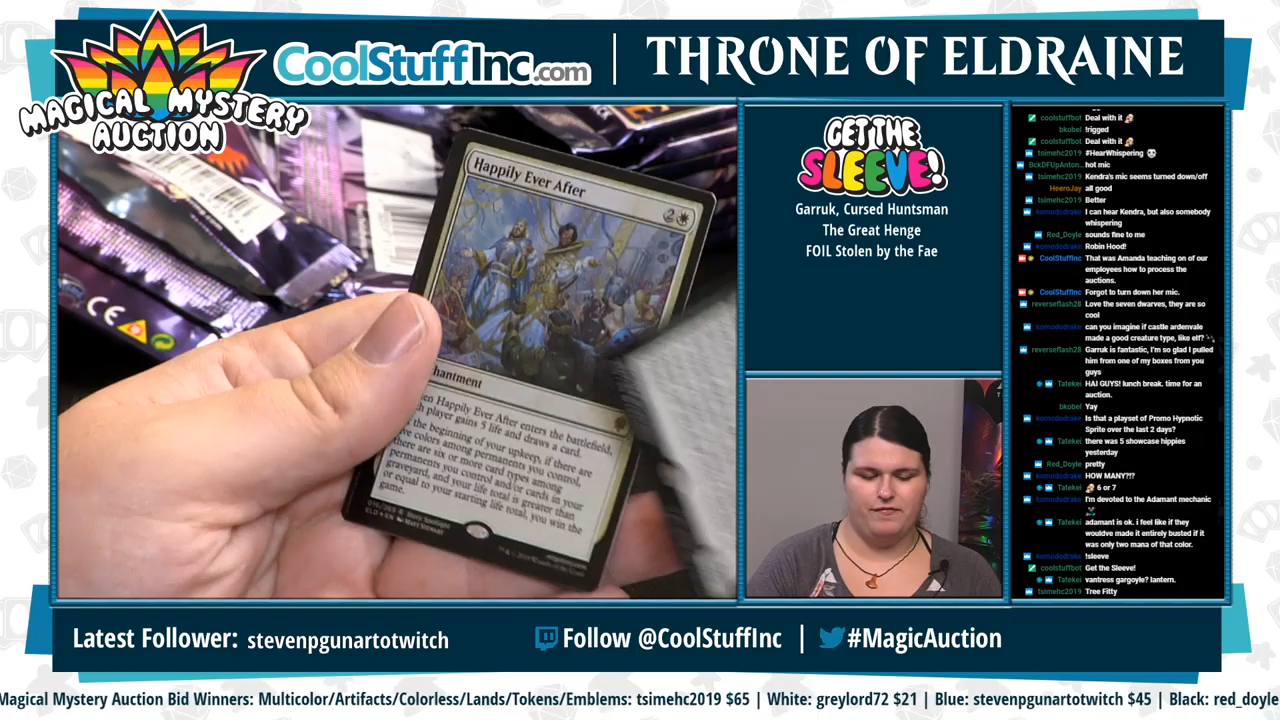 MAGICAL MYSTERY
AUCTION
CoolStuffInc.com
THRONE OF ELDRAINE
Happily Ever After
2
chantment
en Happily Ever After enters the battlefield,
ch player gains 5 life and draws a card.
the beginning of your upkeep, if there are
five colors among permanents you control,
there are six or more card types among
permanents you control and/or cards in your
graveyard, and your life total is greater than
or equal to your starting life total, you win the
game.
ELD • EN
CE
GET THE
SLEEVE!
Garruk, Cursed Huntsman
The Great Henge
FOIL Stolen by the Fae
coolstuffbot Deal with it
bkobel !rigged
coolstuffbot Deal with it
tsimehc2019 #HearWhispering
BckDFUpAnton.. hot mic
tsimehc2019 Kendra's mic seems turned down/off
HeeroJay all good
tsimehc2019 Better
komododrake I can hear Kendra, but also somebody
whispering
Red_Doyle sounds fine to me
komododrake Robin Hood!
CoolStuffInc That was Amanda teaching on of our
employees how to process the
auctions.
CoolStuffInc Forgot to turn down her mic.
reverseflash28 Love the seven dwarves, they are so
cool
komododrake can you imagine if castle ardenvale
made a good creature type, like elf?
reverseflash28 Garruk is fantastic, I'm so glad I pulled
him from one of my boxes from you
guys
Tatekei HAI GUYS! lunch break. time for an
auction.
bkobel Yay
komododrake Is that a playset of Promo Hypnotic
Sprite over the last 2 days?
Tatekei there was 5 showcase hippies
yesterday
Red_Doyle pretty
komododrake HOW MANY?!?
Tatekei 6 or 7
komododrake I'm devoted to the Adamant mechanic
Tatekei adamant is ok. i feel like if they
wouldve made it entirely busted if it
was only two mana of that color.
komododrake !sleeve
coolstuffbot Get the Sleeve!
Tatekei vantress gargoyle? lantern.
tsimehc2019 Tree Fitty
Latest Follower: stevenpgunartotwitch
Follow @CoolStuffInc | #MagicAuction
Magical Mystery Auction Bid Winners: Multicolor/Artifacts/Colorless/Lands/Tokens/Emblems: tsimehc2019 $65 | White: greylord72 $21 | Blue: stevenpgunartotwitch $45 | Black: red_doyle